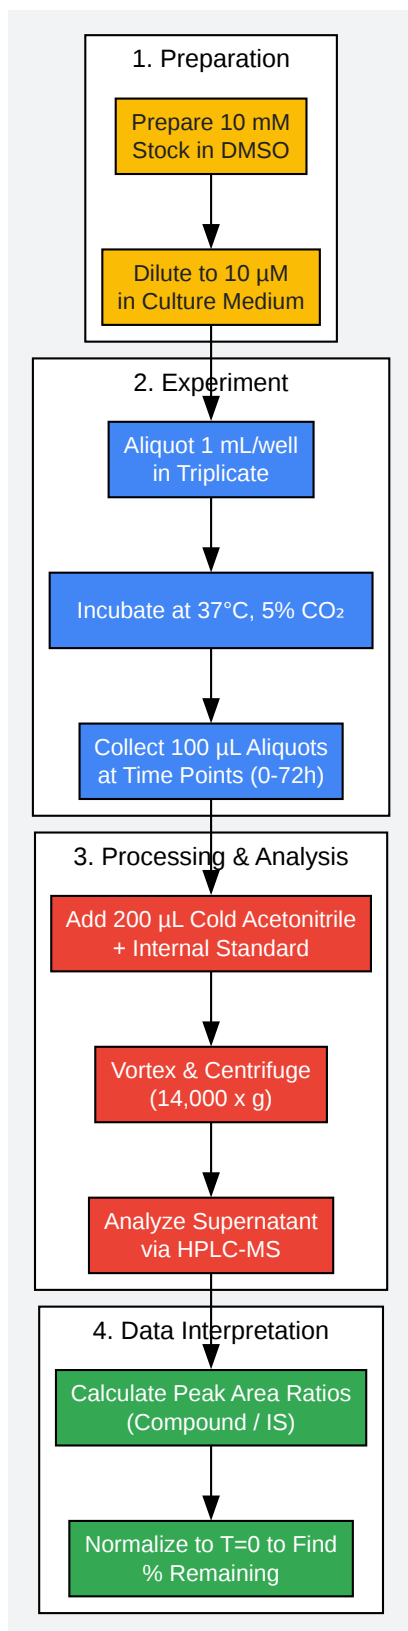 1. Preparation
Prepare 10 mM
Stock in DMSO
Dilute to 10 µM
in Culture Medium
2. Experiment
Aliquot 1 mL/well
in Triplicate
Incubate at 37°C, 5% CO₂
Collect 100 µL Aliquots
at Time Points (0-72h)
3. Processing & Analysis
Add 200 µL Cold Acetonitrile
+ Internal Standard
Vortex & Centrifuge
(14,000 x g)
Analyze Supernatant
via HPLC-MS
4. Data Interpretation
Calculate Peak Area Ratios
(Compound / IS)
Normalize to T=0 to Find
% Remaining